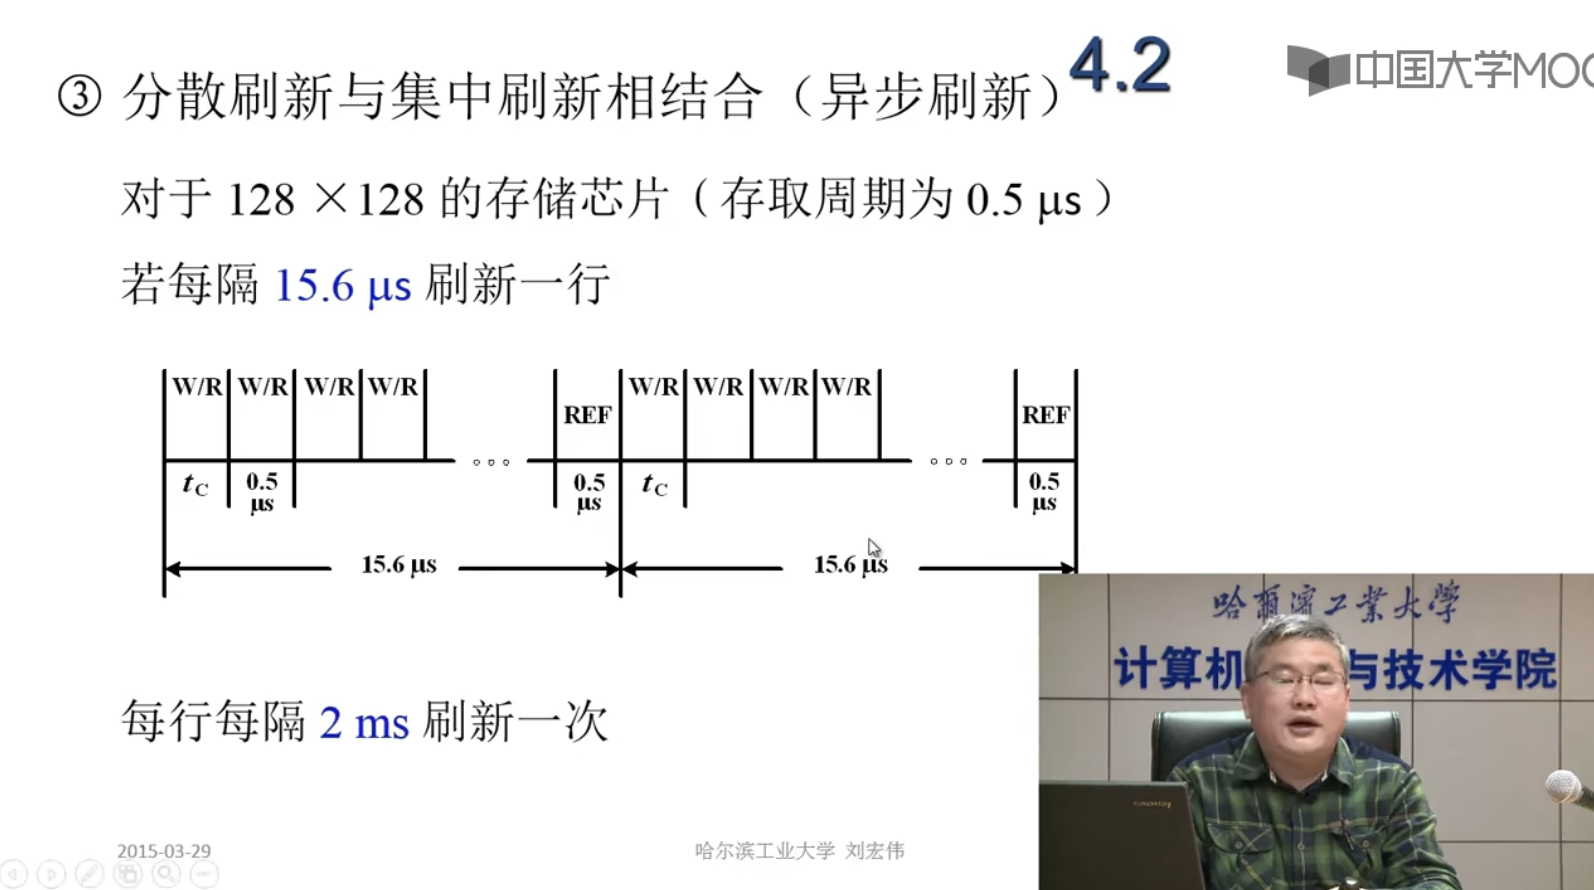 4.2
中国大学MOO
③ 分散刷新与集中刷新相结合（异步刷新）
对于 128 ×128 的存储芯片（存取周期为 0.5 μs）
若每隔 15.6 μs 刷新一行
W/R W/R W/R W/R REF W/R W/R W/R W/R REF
tC 0.5 μs 0.5 μs tC 0.5 μs
15.6 μs 15.6 μs
每行每隔 2 ms 刷新一次
哈爾濱工業大學
计算机 与技术学院
lenovo
2015-03-29
哈尔滨工业大学 刘宏伟